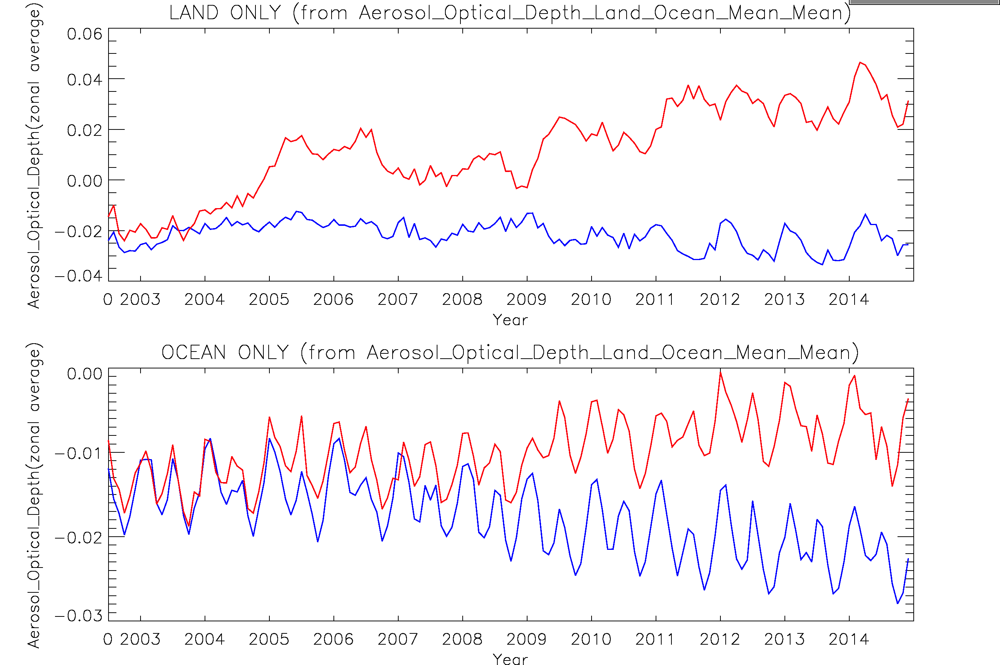 LAND ONLY (from Aerosol_Optical_Depth_Land_Ocean_Mean_Mean)
Aerosol_Optical_Depth(zonal average)
0.06
0.04
0.02
0.00
-0.02
-0.04
0 2003 2004 2005 2006 2007 2008 2009 2010 2011 2012 2013 2014
Year
OCEAN ONLY (from Aerosol_Optical_Depth_Land_Ocean_Mean_Mean)
Aerosol_Optical_Depth(zonal average)
0.00
-0.01
-0.02
-0.03
0 2003 2004 2005 2006 2007 2008 2009 2010 2011 2012 2013 2014
Year